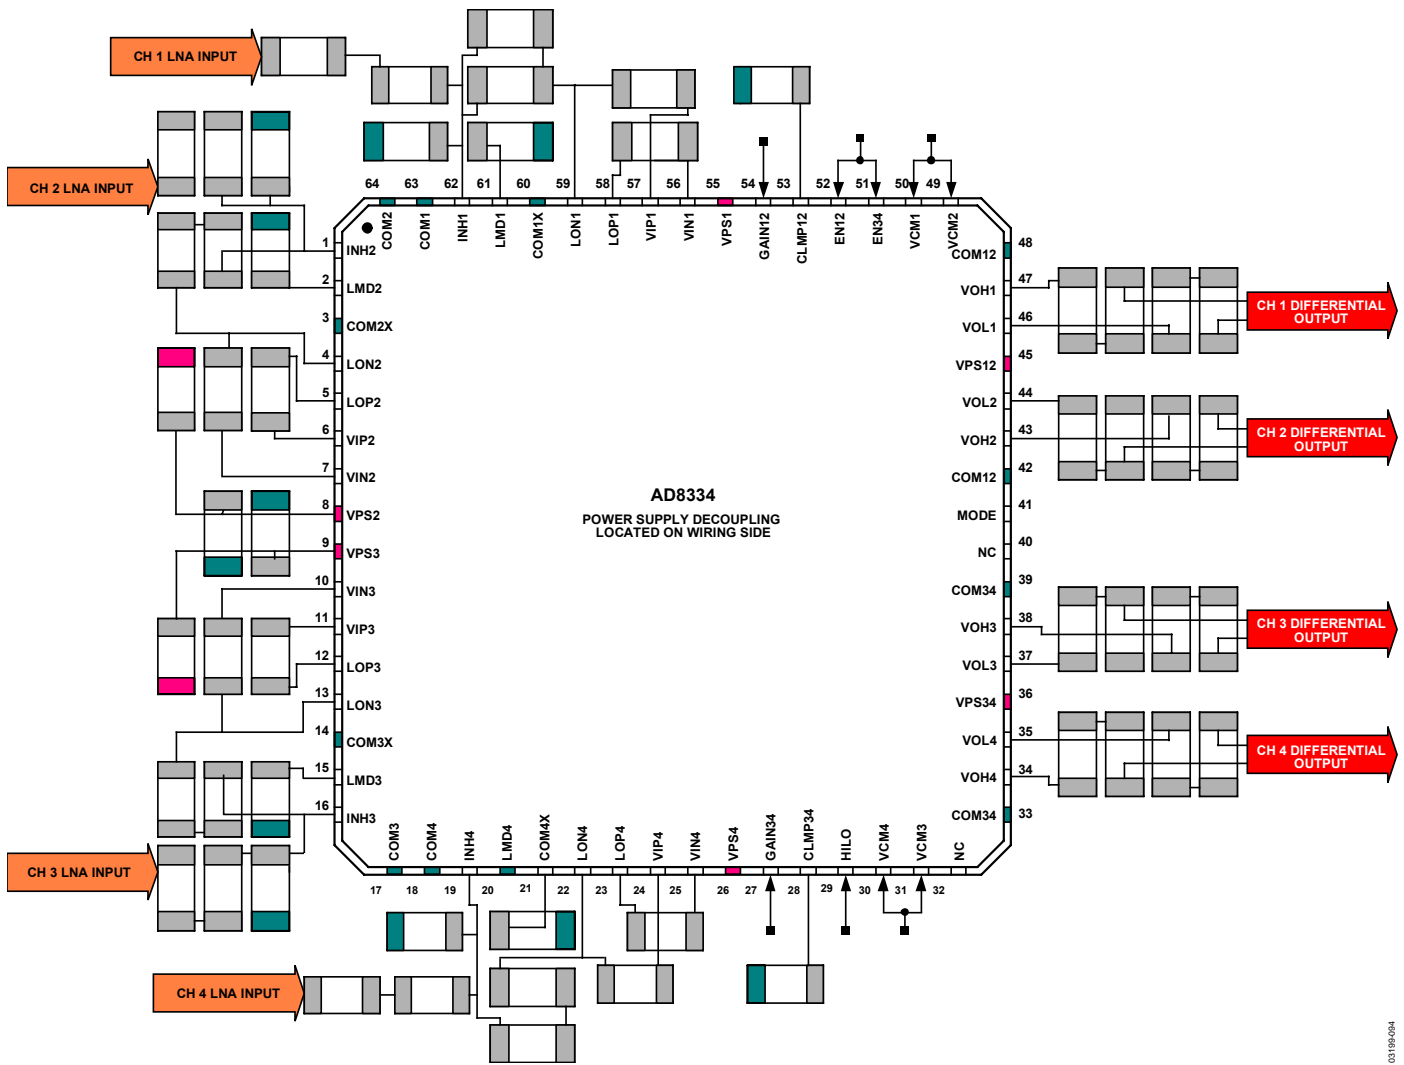 CH 1 LNA INPUT
CH 2 LNA INPUT
CH 3 LNA INPUT
CH 4 LNA INPUT
64 63 62 61 60 59 58 57 56 55 54 53 52 51 50 49
COM2 COM1 INH1 LMD1 COM1X LON1 LOP1 VIP1 VIN1 VPS1 GAIN12 CLMP12 EN12 EN34 VCM1 VCM2
1 INH2
2 LMD2
3 COM2X
4 LON2
5 LOP2
6 VIP2
7 VIN2
8 VPS2
9 VPS3
10 VIN3
11 VIP3
12 LOP3
13 LON3
14 COM3X
15 LMD3
16 INH3
AD8334
POWER SUPPLY DECOUPLING
LOCATED ON WIRING SIDE
COM12 48
VOH1 47
VOL1 46
VPS12 45
VOL2 44
VOH2 43
COM12 42
MODE 41
NC 40
COM34 39
VOH3 38
VOL3 37
VPS34 36
VOL4 35
VOH4 34
COM34 33
COM3 COM4 INH4 LMD4 COM4X LON4 LOP4 VIP4 VIN4 VPS4 GAIN34 CLMP34 HILO VCM4 VCM3 NC
17 18 19 20 21 22 23 24 25 26 27 28 29 30 31 32
CH 1 DIFFERENTIAL
OUTPUT
CH 2 DIFFERENTIAL
OUTPUT
CH 3 DIFFERENTIAL
OUTPUT
CH 4 DIFFERENTIAL
OUTPUT
03199-094